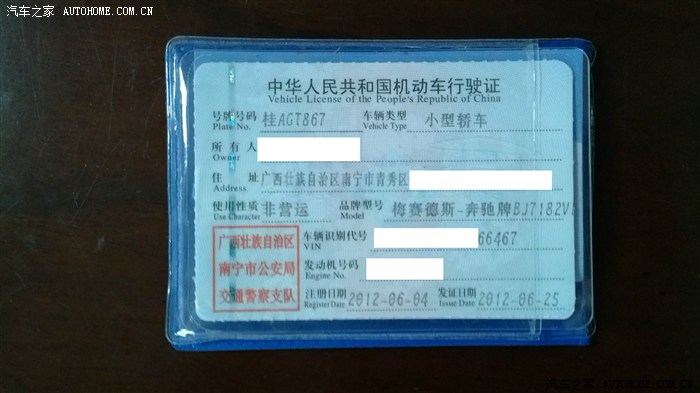 汽车之家 AUTOHOME.COM.CN
中华人民共和国机动车行驶证
Vehicle License of the People's Republic of China
号牌号码 桂AGT867 车辆类型 小型轿车
Plate No. Vehicle Type
所有人
Owner
住址 广西壮族自治区南宁市青秀区
Address
使用性质 非营运 品牌型号 梅赛德斯-奔驰牌BJ7182V
Use Character Model
广西壮族自治区
南宁市公安局
交通警察支队
车辆识别代号 66467
VIN
发动机号码
Engine No.
注册日期 2012-06-04 发证日期 2012-06-25
Register Date Issue Date
汽车之家 AUTOHOME.COM.CN